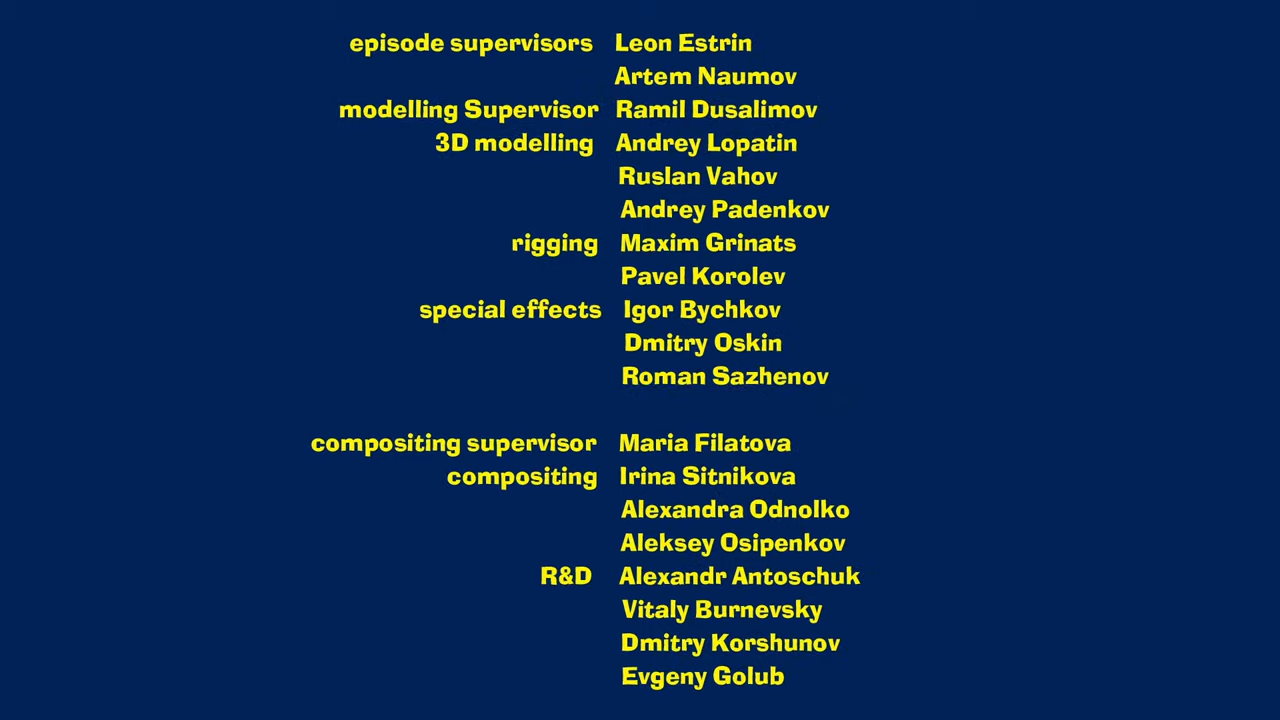 episode supervisors Leon Estrin
Artem Naumov
modelling Supervisor Ramil Dusalimov
3D modelling Andrey Lopatin
Ruslan Vahov
Andrey Padenkov
rigging Maxim Grinats
Pavel Korolev
special effects Igor Bychkov
Dmitry Oskin
Roman Sazhenov
compositing supervisor Maria Filatova
compositing Irina Sitnikova
Alexandra Odnolko
Aleksey Osipenkov
R&D Alexandr Antoschuk
Vitaly Burnevsky
Dmitry Korshunov
Evgeny Golub